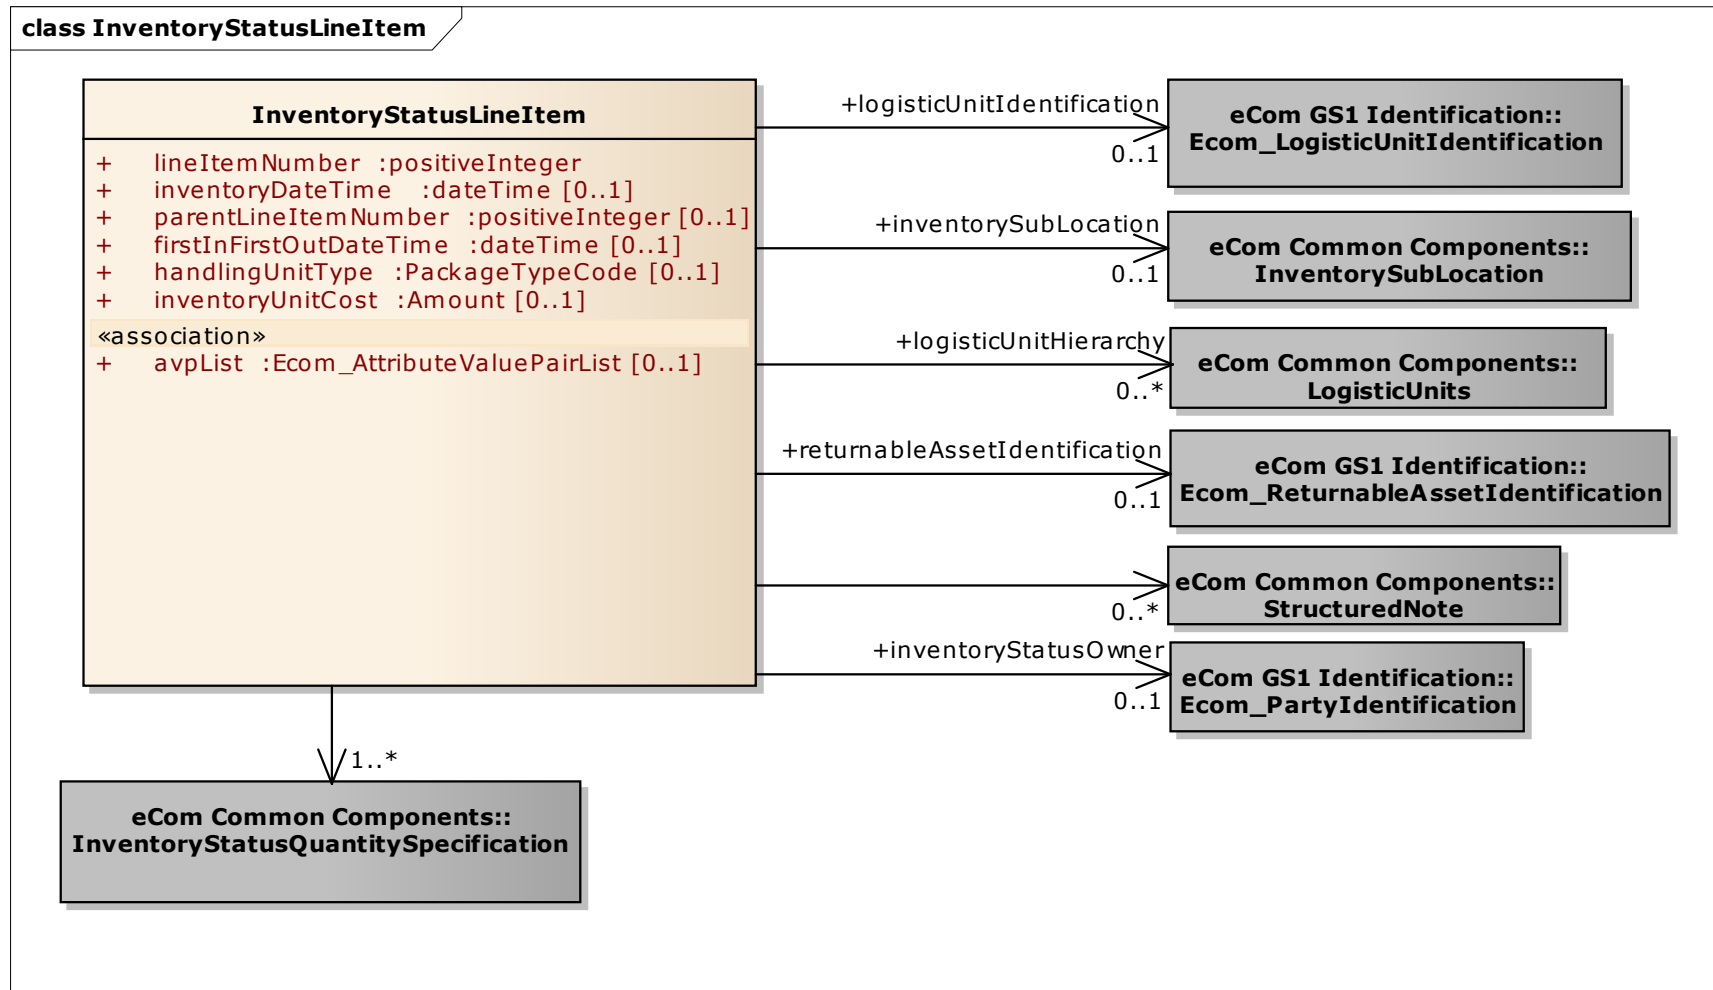 class InventoryStatusLineItem
InventoryStatusLineItem
+ lineItemNumber :positiveInteger
+ inventoryDateTime :dateTime [0..1]
+ parentLineItemNumber :positiveInteger [0..1]
+ firstInFirstOutDateTime :dateTime [0..1]
+ handlingUnitType :PackageTypeCode [0..1]
+ inventoryUnitCost :Amount [0..1]
«association»
+ avpList :Ecom_AttributeValuePairList [0..1]
+logisticUnitIdentification
0..1
eCom GS1 Identification::
Ecom_LogisticUnitIdentification
+inventorySubLocation
0..1
eCom Common Components::
InventorySubLocation
+logisticUnitHierarchy
0..*
eCom Common Components::
LogisticUnits
+returnableAssetIdentification
0..1
eCom GS1 Identification::
Ecom_ReturnableAssetIdentification
0..*
eCom Common Components::
StructuredNote
+inventoryStatusOwner
0..1
eCom GS1 Identification::
Ecom_PartyIdentification
1..*
eCom Common Components::
InventoryStatusQuantitySpecification